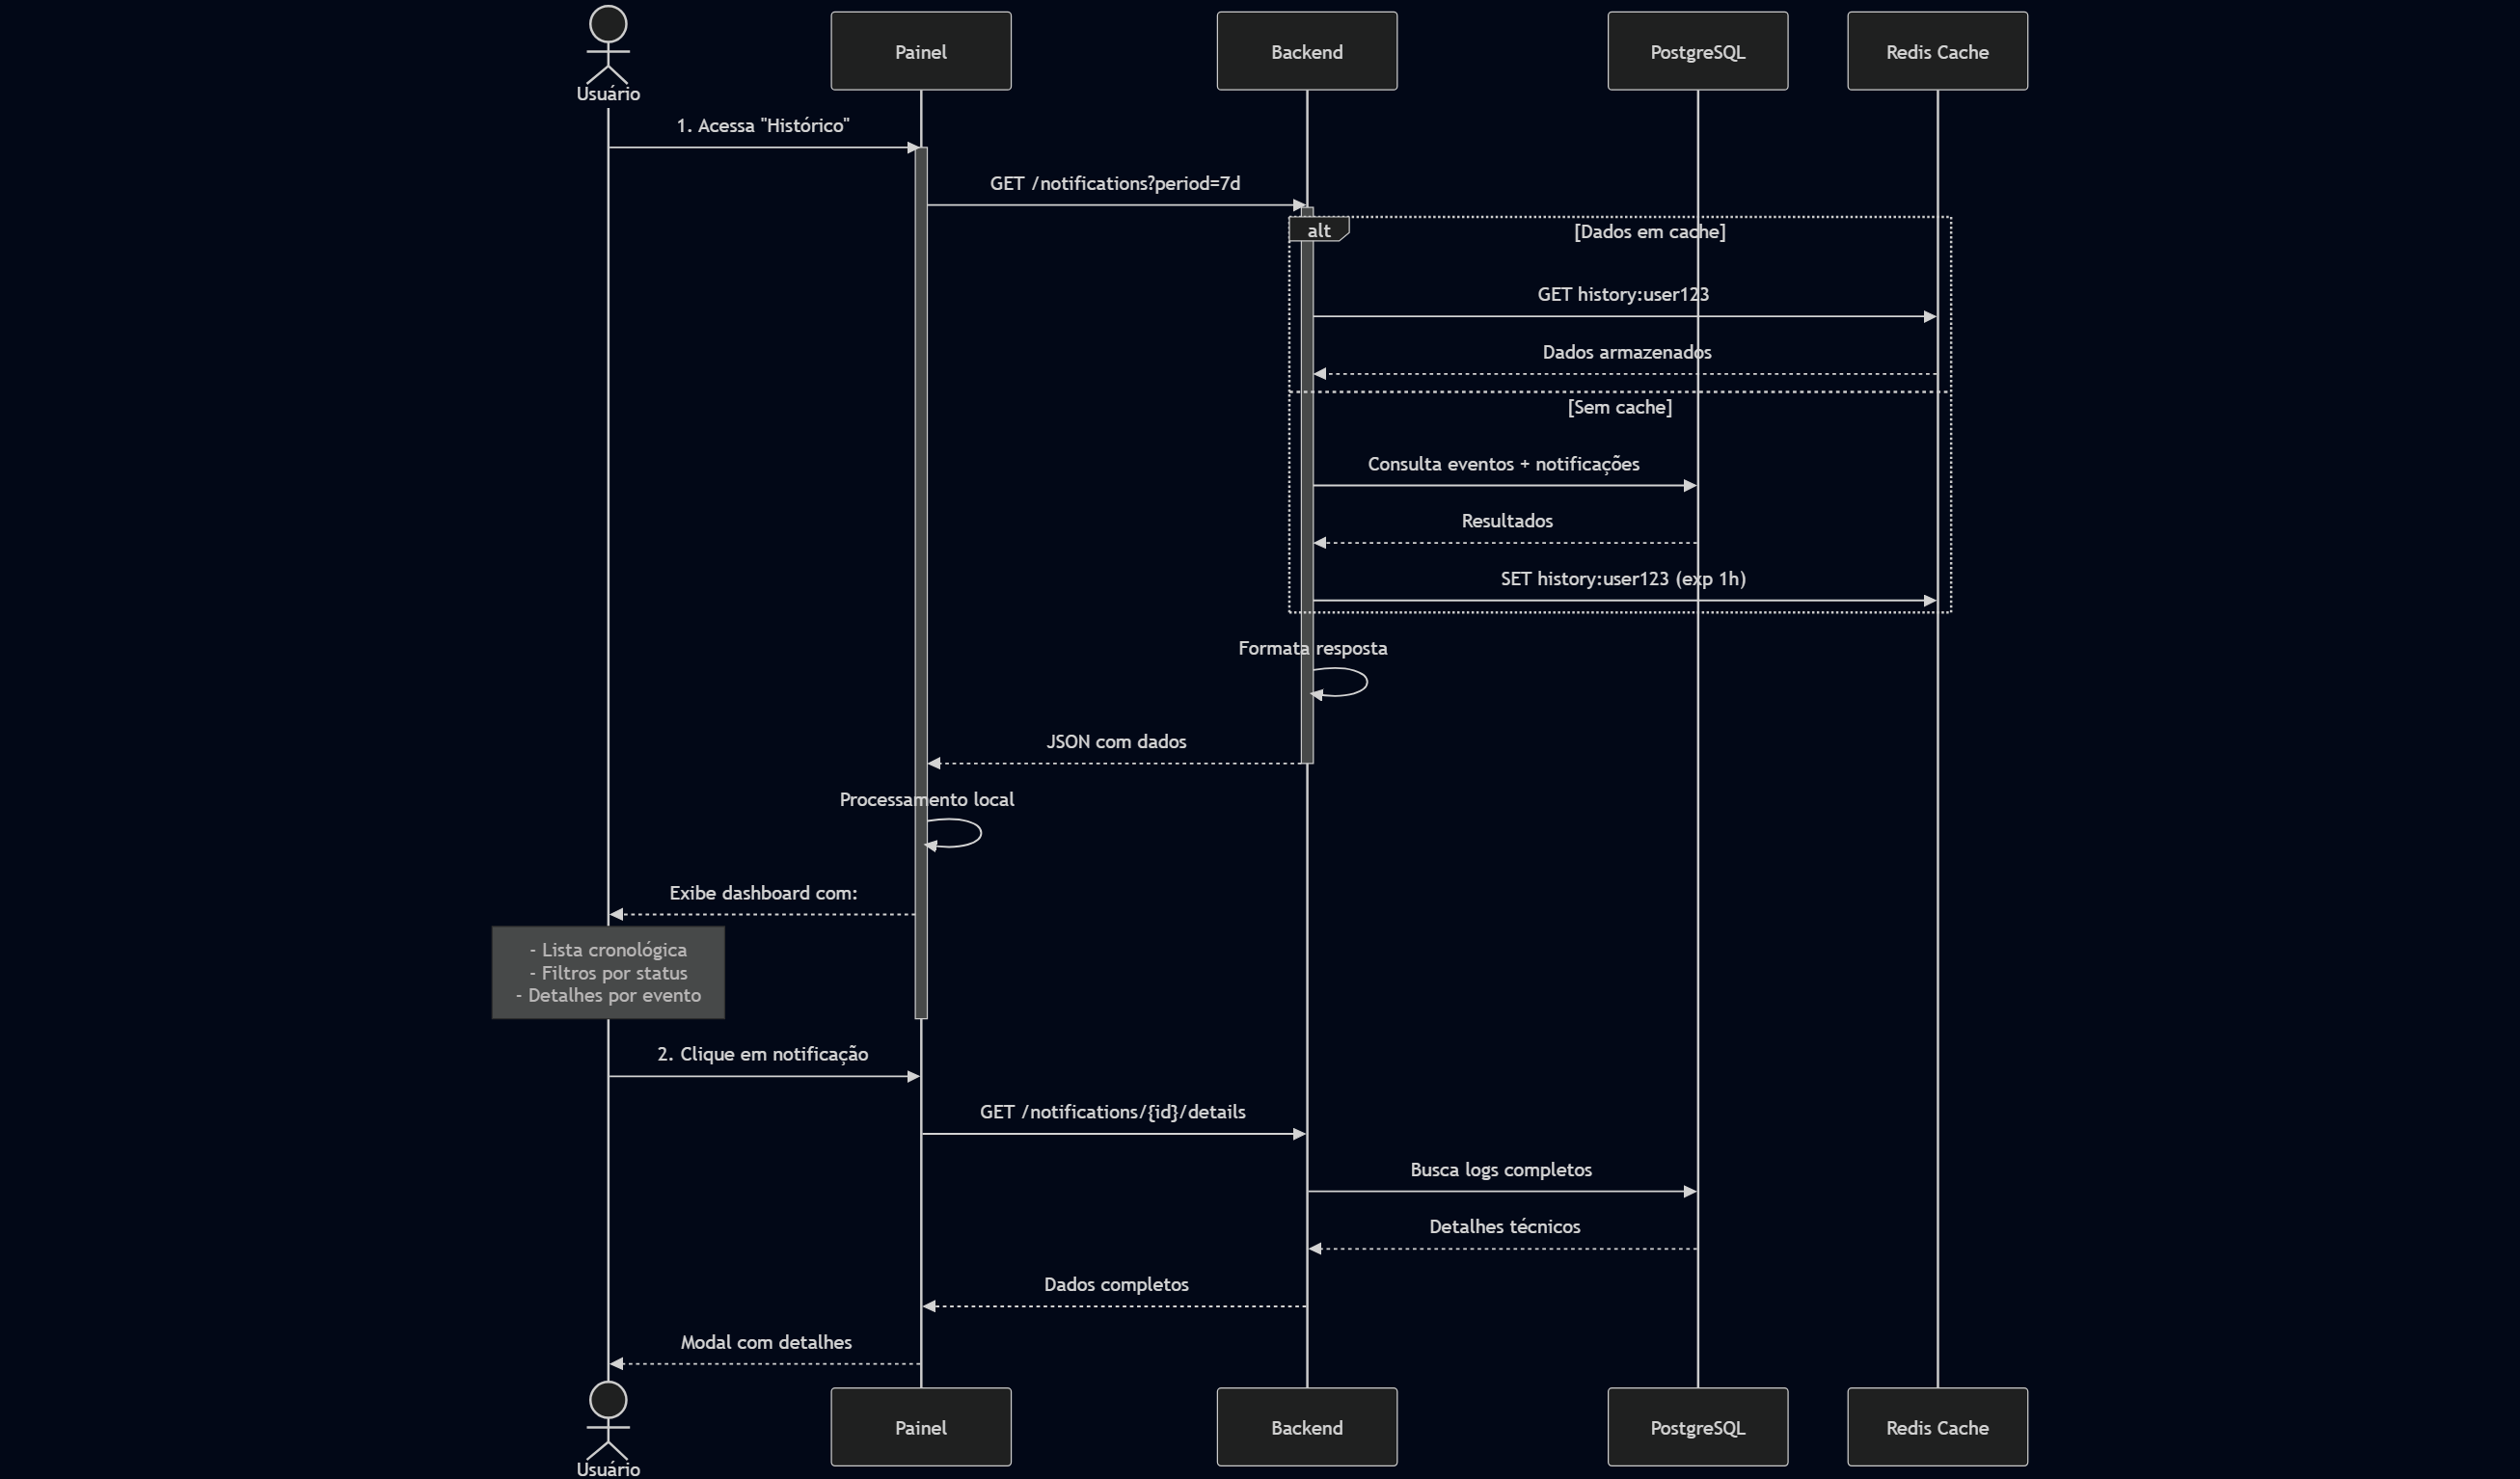 Usuário
Painel
Backend
PostgreSQL
Redis Cache
1. Acessa "Histórico"
GET /notifications?period=7d
alt
[Dados em cache]
GET history:user123
Dados armazenados
[Sem cache]
Consulta eventos + notificações
Resultados
SET history:user123 (exp 1h)
Formata resposta
JSON com dados
Processamento local
Exibe dashboard com:
- Lista cronológica
- Filtros por status
- Detalhes por evento
2. Clique em notificação
GET /notifications/{id}/details
Busca logs completos
Detalhes técnicos
Dados completos
Modal com detalhes
Usuário
Painel
Backend
PostgreSQL
Redis Cache